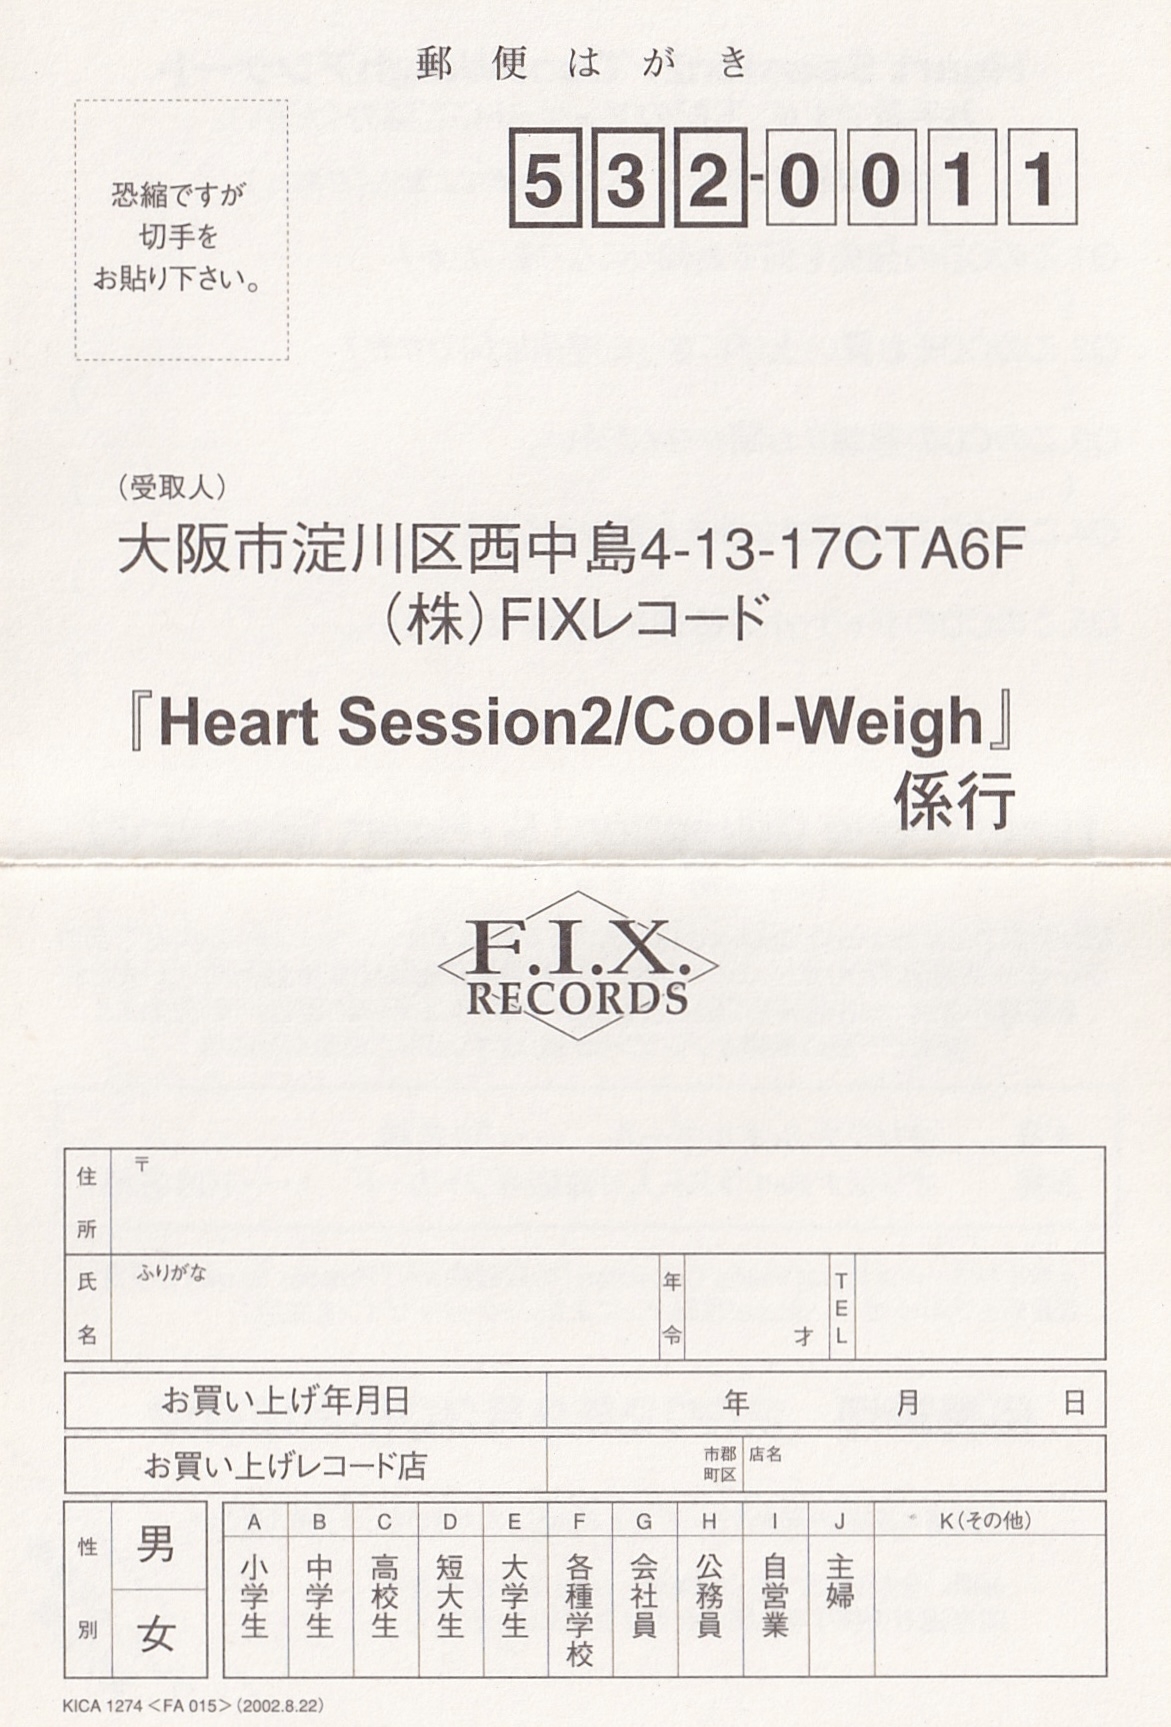 郵便はがき
恐縮ですが
切手を
お貼り下さい。
532-0011
（受取人）
大阪市淀川区西中島4-13-17CTA6F
（株）FIXレコード
『Heart Session2/Cool-Weigh』
係行
F.I.X.
RECORDS
住所
〒
氏名
ふりがな
年令
才
TEL
お買い上げ年月日
年 月 日
お買い上げレコード店
市郡
町区
店名
性別
男
女
A B C D E F G H I J K(その他)
小学生
中学生
高校生
短大生
大学生
各種学校
会社員
公務員
自営業
主婦
KICA 1274 <FA 015> (2002.8.22)